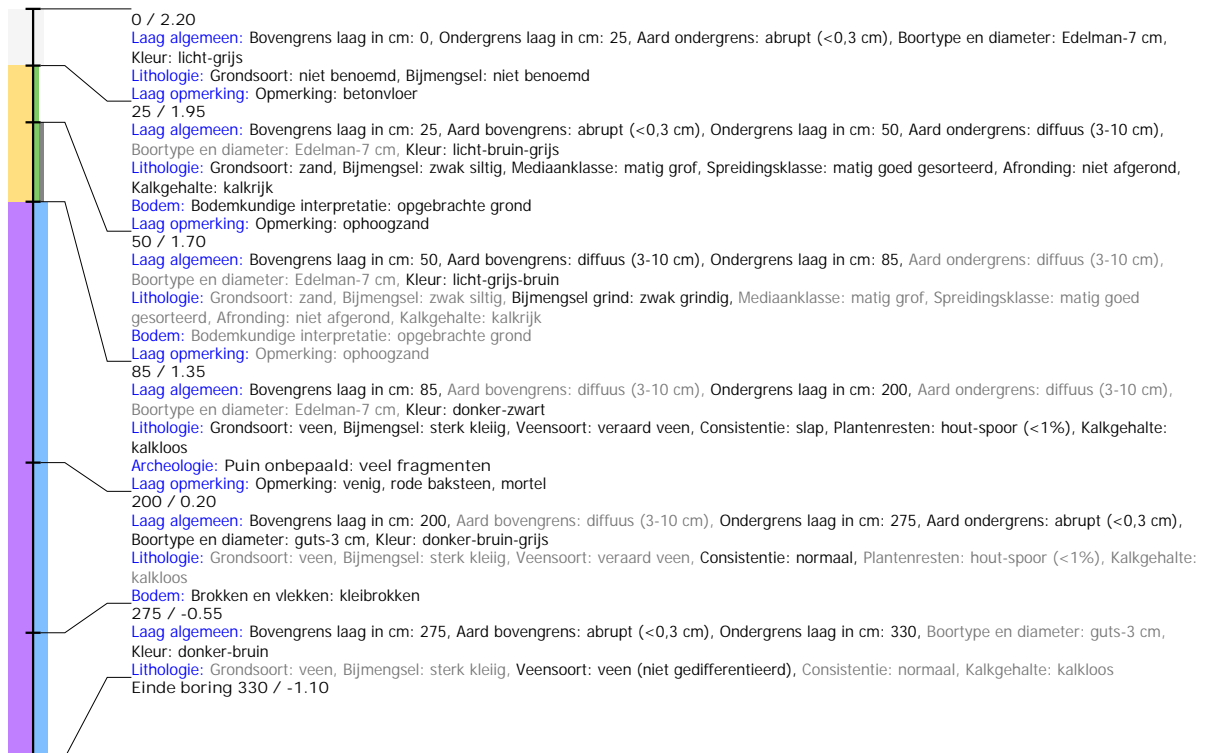 0 / 2.20
Laag algemeen: Bovengrens laag in cm: 0, Ondergrens laag in cm: 25, Aard ondergrens: abrupt (<0,3 cm), Boortype en diameter: Edelman-7 cm,
Kleur: licht-grijs
Lithologie: Grondsoort: niet benoemd, Bijmengsel: niet benoemd
Laag opmerking: Opmerking: betonvloer
25 / 1.95
Laag algemeen: Bovengrens laag in cm: 25, Aard bovengrens: abrupt (<0,3 cm), Ondergrens laag in cm: 50, Aard ondergrens: diffuus (3-10 cm),
Boortype en diameter: Edelman-7 cm, Kleur: licht-bruin-grijs
Lithologie: Grondsoort: zand, Bijmengsel: zwak siltig, Mediaanklasse: matig grof, Spreidingsklasse: matig goed gesorteerd, Afronding: niet afgerond,
Kalkgehalte: kalkrijk
Bodem: Bodemkundige interpretatie: opgebrachte grond
Laag opmerking: Opmerking: ophoogzand
50 / 1.70
Laag algemeen: Bovengrens laag in cm: 50, Aard bovengrens: diffuus (3-10 cm), Ondergrens laag in cm: 85, Aard ondergrens: diffuus (3-10 cm),
Boortype en diameter: Edelman-7 cm, Kleur: licht-grijs-bruin
Lithologie: Grondsoort: zand, Bijmengsel: zwak siltig, Bijmengsel grind: zwak grindig, Mediaanklasse: matig grof, Spreidingsklasse: matig goed
gesorteerd, Afronding: niet afgerond, Kalkgehalte: kalkrijk
Bodem: Bodemkundige interpretatie: opgebrachte grond
Laag opmerking: Opmerking: ophoogzand
85 / 1.35
Laag algemeen: Bovengrens laag in cm: 85, Aard bovengrens: diffuus (3-10 cm), Ondergrens laag in cm: 200, Aard ondergrens: diffuus (3-10 cm),
Boortype en diameter: Edelman-7 cm, Kleur: donker-zwart
Lithologie: Grondsoort: veen, Bijmengsel: sterk kleiig, Veensoort: veraard veen, Consistentie: slap, Plantenresten: hout-spoor (<1%), Kalkgehalte:
kalkloos
Archeologie: Puin onbepaald: veel fragmenten
Laag opmerking: Opmerking: venig, rode baksteen, mortel
200 / 0.20
Laag algemeen: Bovengrens laag in cm: 200, Aard bovengrens: diffuus (3-10 cm), Ondergrens laag in cm: 275, Aard ondergrens: abrupt (<0,3 cm),
Boortype en diameter: guts-3 cm, Kleur: donker-bruin-grijs
Lithologie: Grondsoort: veen, Bijmengsel: sterk kleiig, Veensoort: veraard veen, Consistentie: normaal, Plantenresten: hout-spoor (<1%), Kalkgehalte:
kalkloos
Bodem: Brokken en vlekken: kleibrokken
275 / -0.55
Laag algemeen: Bovengrens laag in cm: 275, Aard bovengrens: abrupt (<0,3 cm), Ondergrens laag in cm: 330, Boortype en diameter: guts-3 cm,
Kleur: donker-bruin
Lithologie: Grondsoort: veen, Bijmengsel: sterk kleiig, Veensoort: veen (niet gedifferentieerd), Consistentie: normaal, Kalkgehalte: kalkloos
Einde boring 330 / -1.10